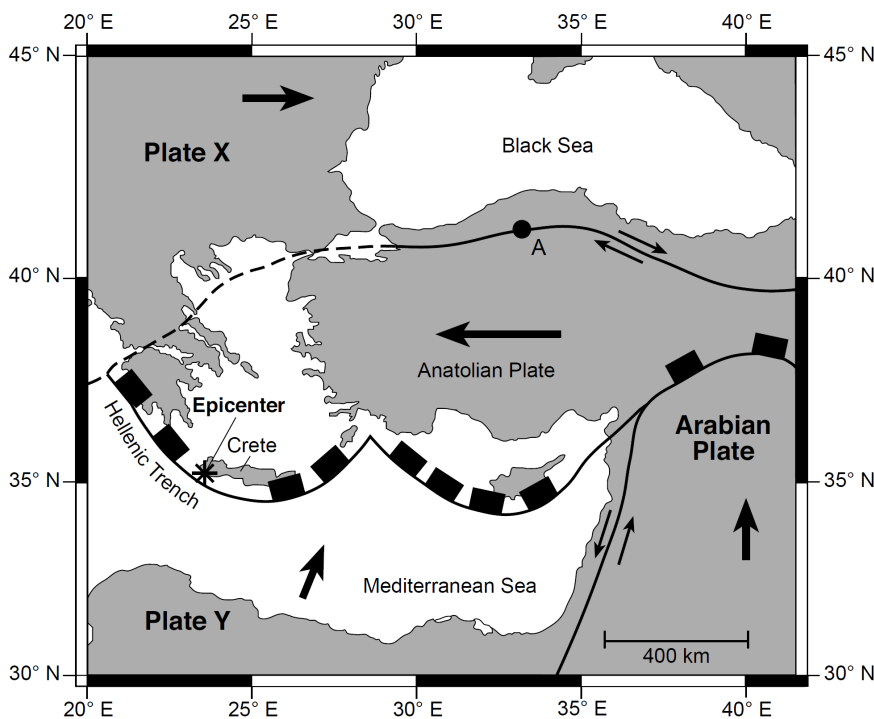 20° E 25° E 30° E 35° E 40° E
45° N 45° N
Black Sea
Plate X
A
40° N 40° N
Anatolian Plate
Epicenter
Arabian
Plate
Crete
Hellenic Trench
35° N 35° N
Mediterranean Sea
Plate Y
400 km
30° N 30° N
20° E 25° E 30° E 35° E 40° E